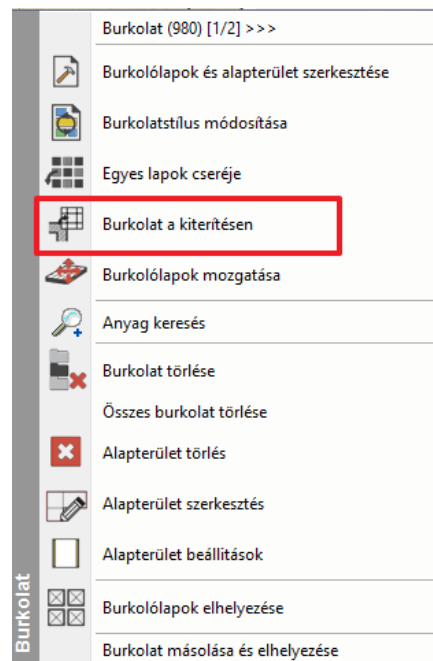 Burkolat (980) [1/2] >>>
Burkolólapok és alapterület szerkesztése
Burkolatstílus módosítása
Egyes lapok cseréje
Burkolat a kiterítésen
Burkolólapok mozgatása
Anyag keresés
Burkolat törlése
Összes burkolat törlése
Alapterület törlés
Alapterület szerkesztés
Alapterület beállitások
Burkolólapok elhelyezése
Burkolat másolása és elhelyezése
Burkolat